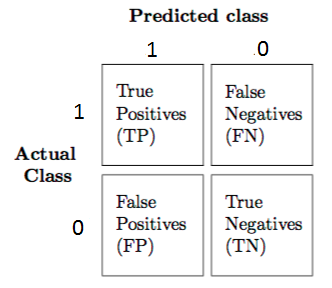 Predicted class
1 0
1
True
Positives
(TP)
False
Negatives
(FN)
Actual
Class
0
False
Positives
(FP)
True
Negatives
(TN)